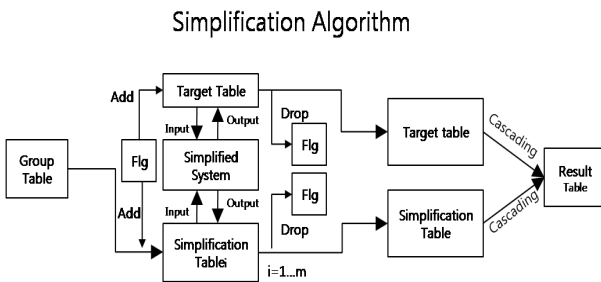 Simplification Algorithm
Add
Target Table
Input
Output
Drop
Target table
Cascading
Group
Table
Flg
Simplified
System
Flg
Result
Table
Flg
Add
Input
Output
Drop
Simplification
Tablei
i=1...m
Simplification
Table
Cascading